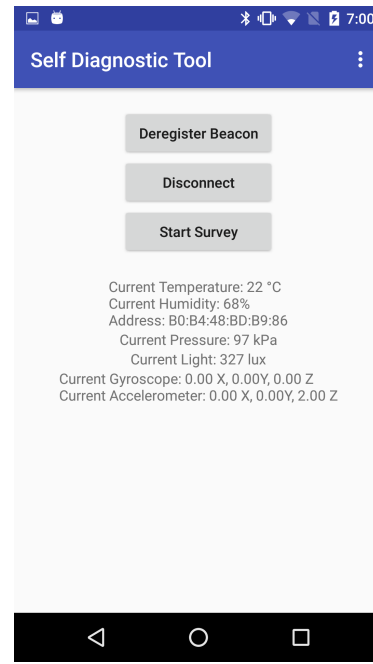 7:00
Self Diagnostic Tool
Deregister Beacon
Disconnect
Start Survey
Current Temperature: 22 °C
Current Humidity: 68%
Address: B0:B4:48:BD:B9:86
Current Pressure: 97 kPa
Current Light: 327 lux
Current Gyroscope: 0.00 X, 0.00Y, 0.00 Z
Current Accelerometer: 0.00 X, 0.00Y, 2.00 Z